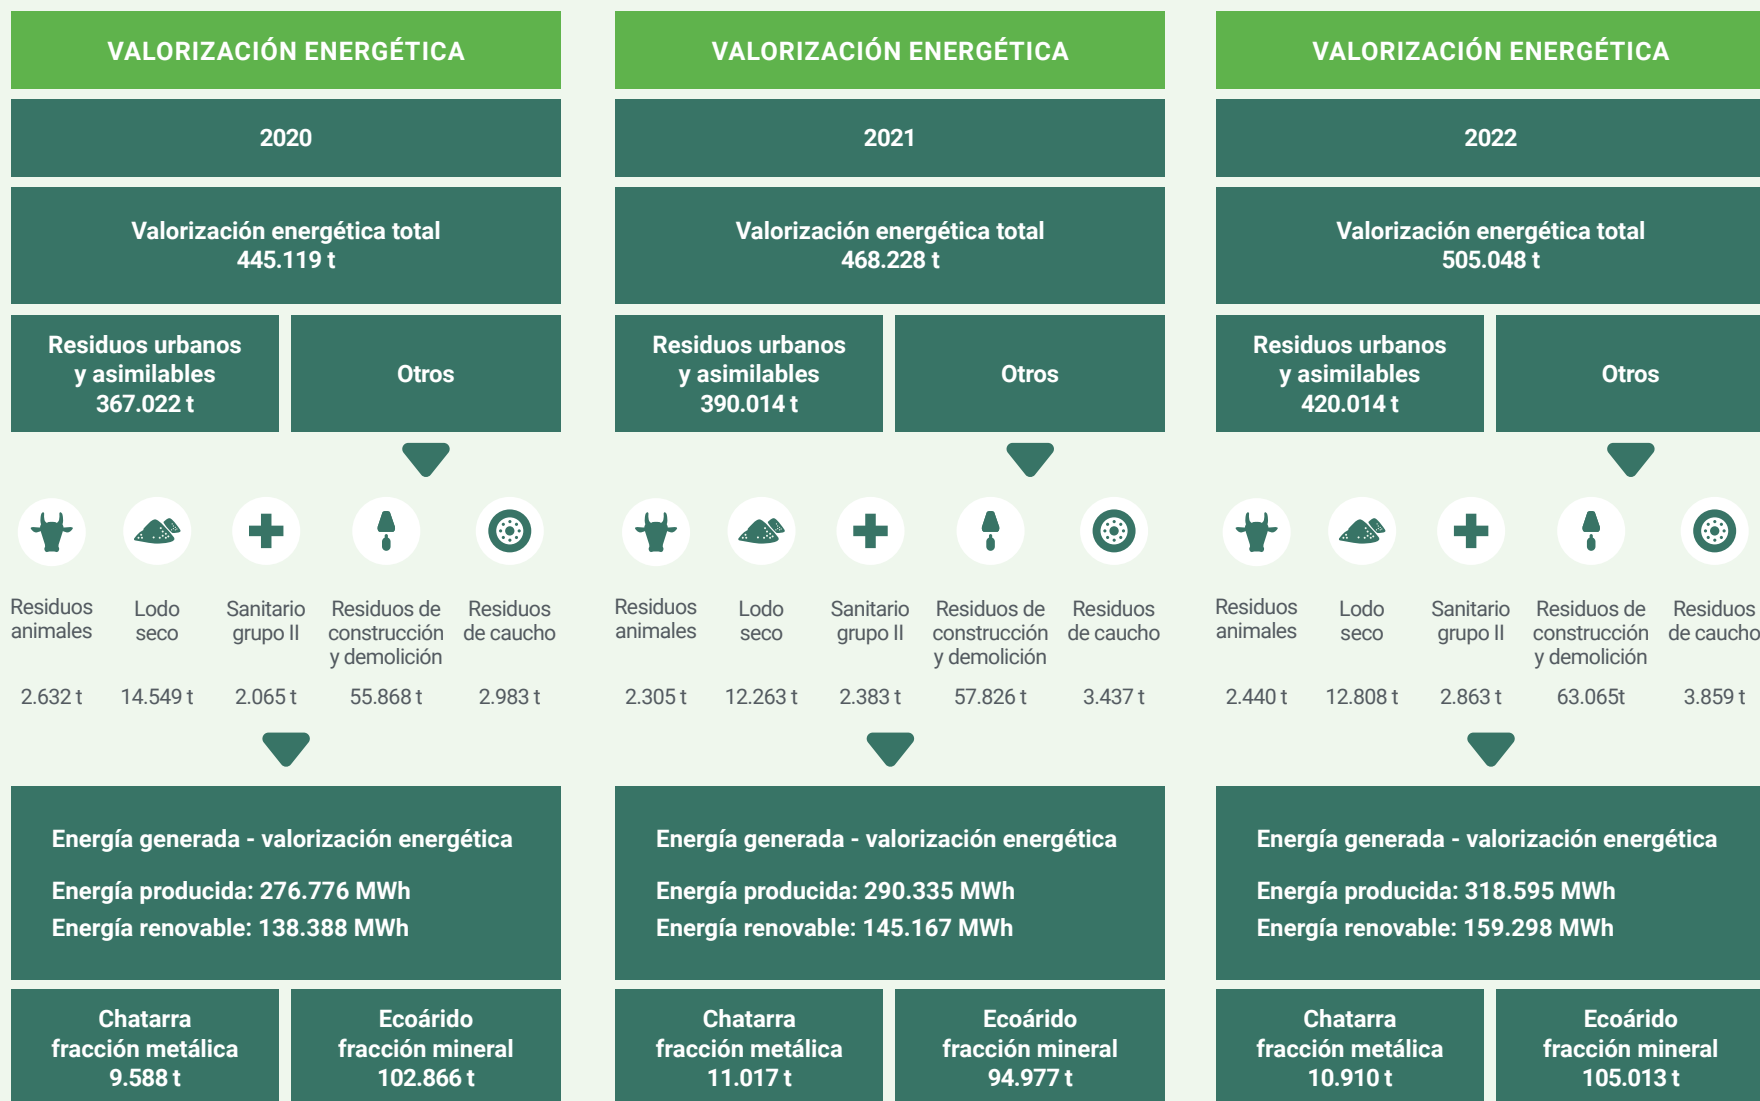 VALORIZACIÓN ENERGÉTICA
2020
Valorización energética total
445.119 t
Residuos urbanos
y asimilables
367.022 t
Otros
Residuos
animales
2.632 t
Lodo
seco
14.549 t
Sanitario
grupo II
2.065 t
Residuos de
construcción
y demolición
55.868 t
Residuos
de caucho
2.983 t
Energía generada - valorización energética
Energía producida: 276.776 MWh
Energía renovable: 138.388 MWh
Chatarra
fracción metálica
9.588 t
Ecoárido
fracción mineral
102.866 t
VALORIZACIÓN ENERGÉTICA
2021
Valorización energética total
468.228 t
Residuos urbanos
y asimilables
390.014 t
Otros
Residuos
animales
2.305 t
Lodo
seco
12.263 t
Sanitario
grupo II
2.383 t
Residuos de
construcción
y demolición
57.826 t
Residuos
de caucho
3.437 t
Energía generada - valorización energética
Energía producida: 290.335 MWh
Energía renovable: 145.167 MWh
Chatarra
fracción metálica
11.017 t
Ecoárido
fracción mineral
94.977 t
VALORIZACIÓN ENERGÉTICA
2022
Valorización energética total
505.048 t
Residuos urbanos
y asimilables
420.014 t
Otros
Residuos
animales
2.440 t
Lodo
seco
12.808 t
Sanitario
grupo II
2.863 t
Residuos de
construcción
y demolición
63.065t
Residuos
de caucho
3.859 t
Energía generada - valorización energética
Energía producida: 318.595 MWh
Energía renovable: 159.298 MWh
Chatarra
fracción metálica
10.910 t
Ecoárido
fracción mineral
105.013 t